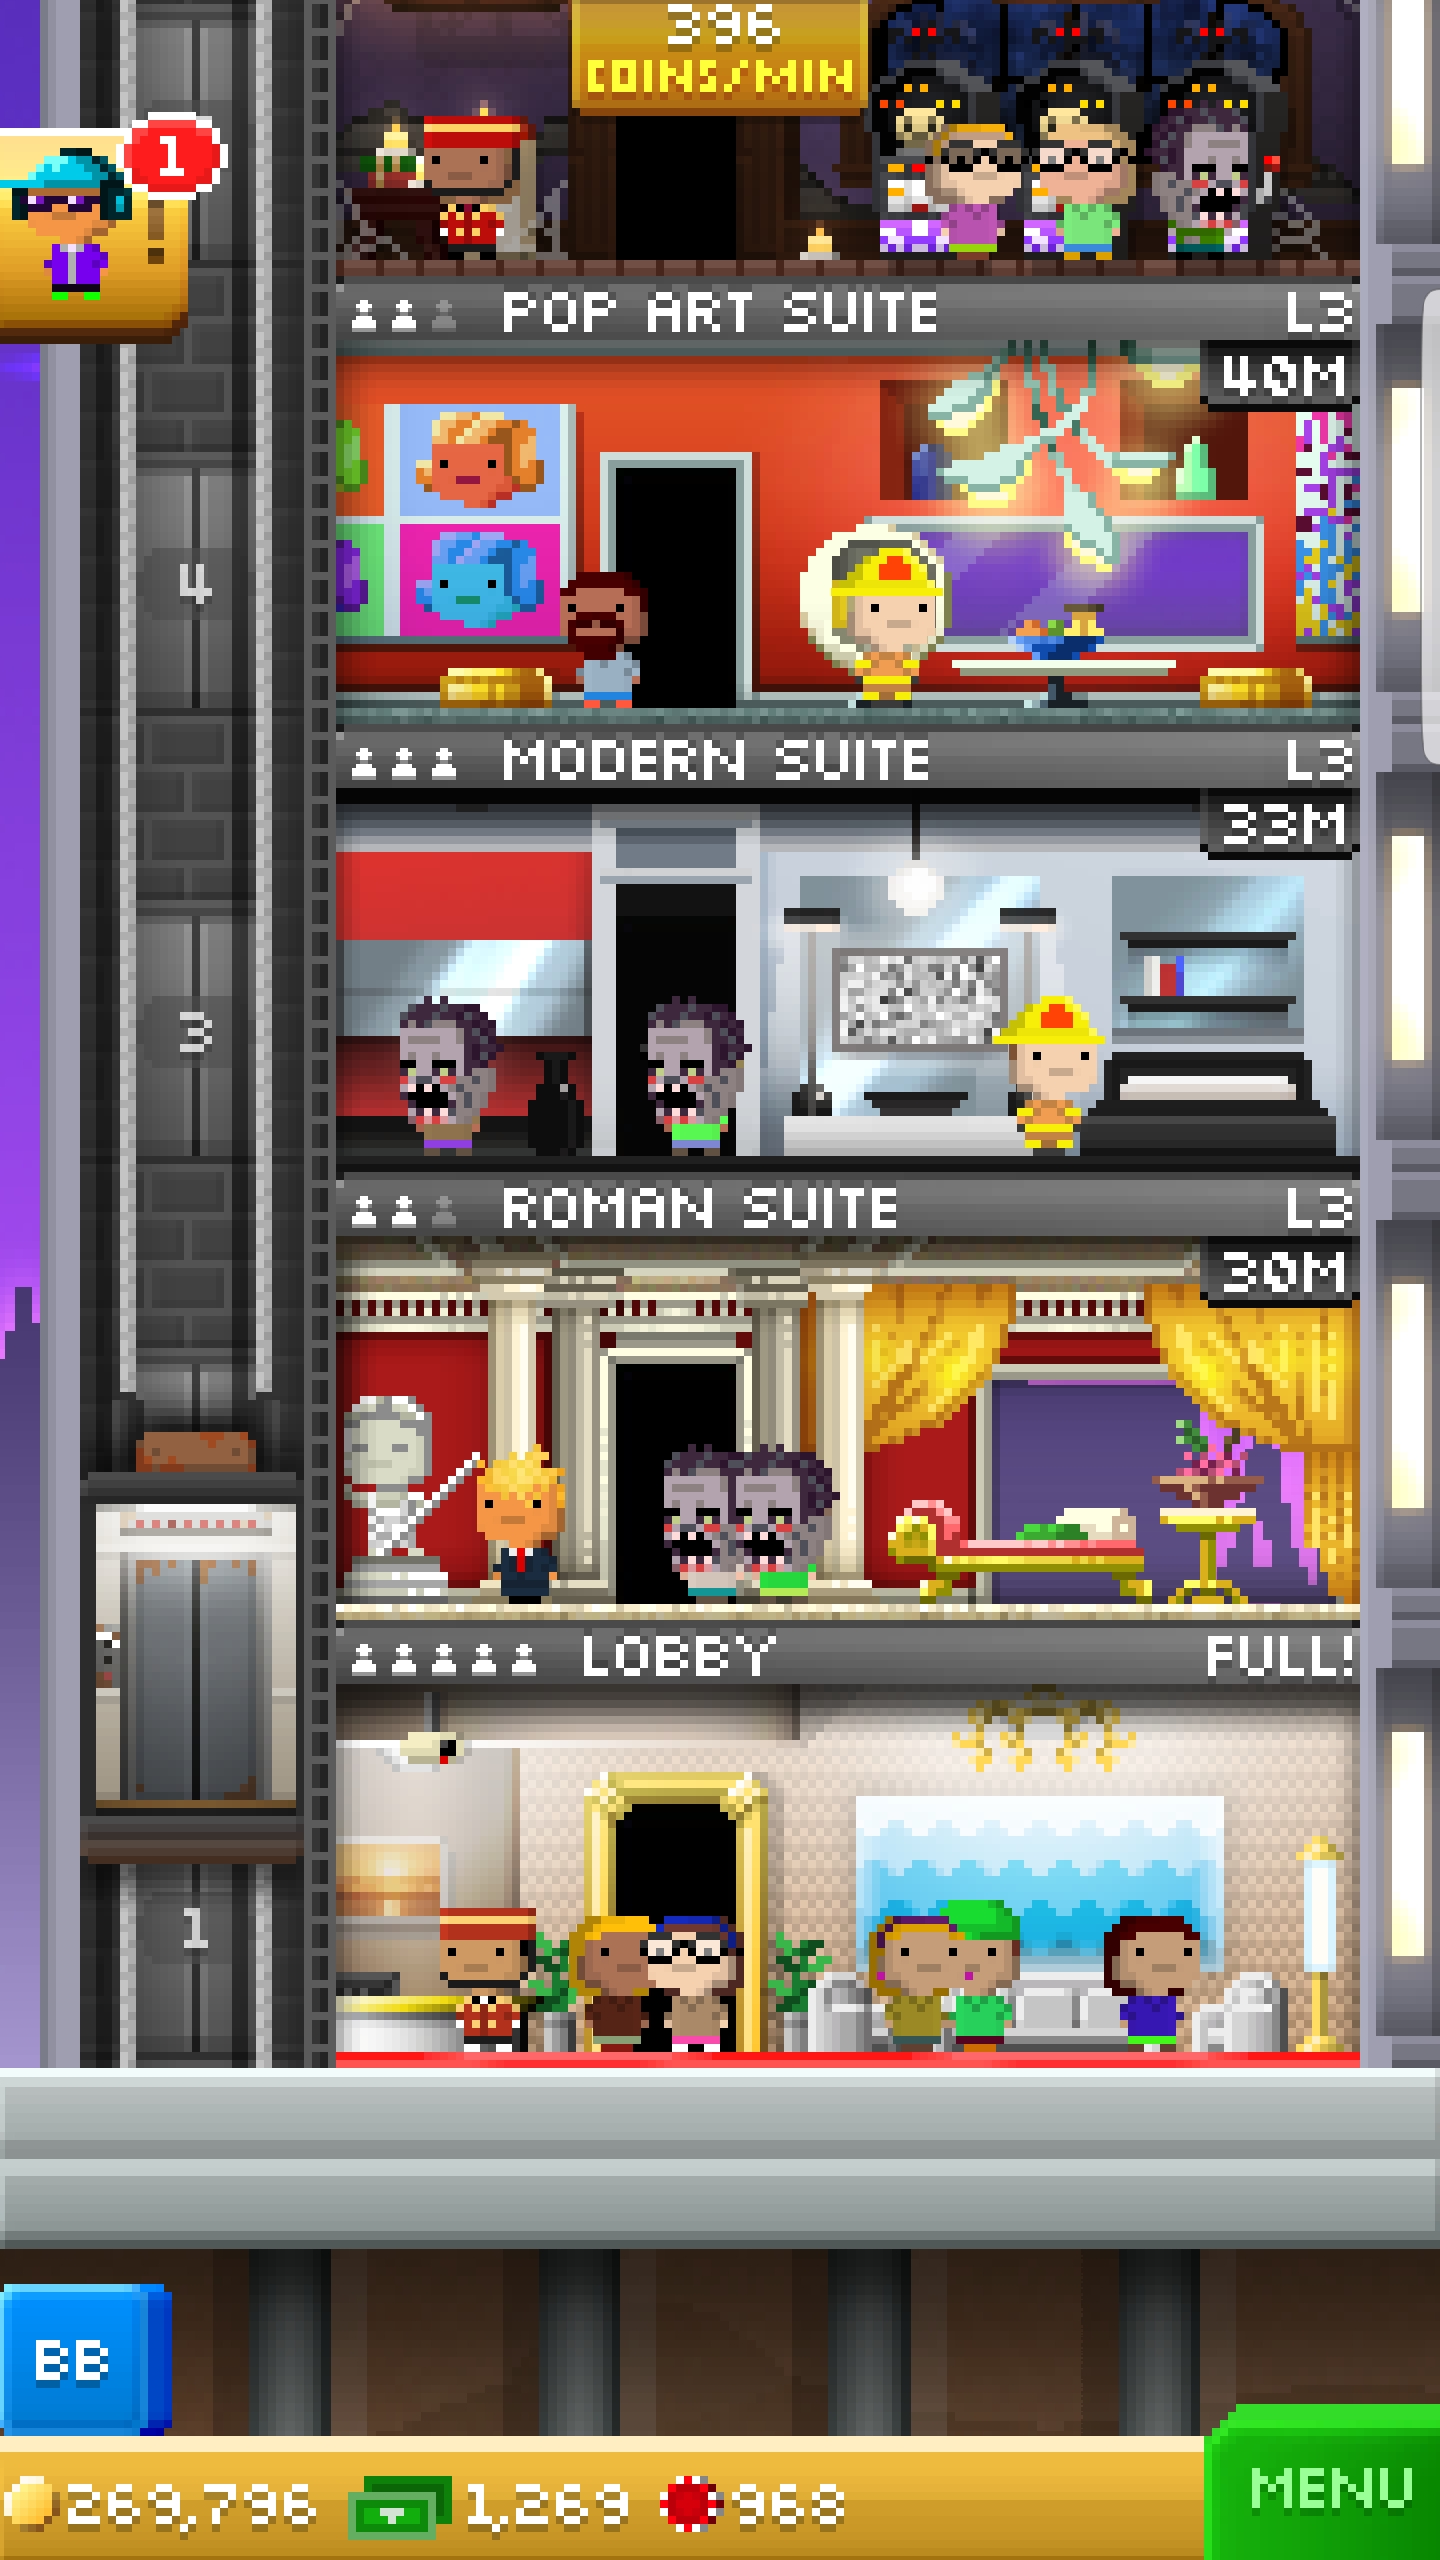 396
COINS/MIN
1
POP ART SUITE L3
40M
4
MODERN SUITE L3
33M
3
ROMAN SUITE L3
30M
LOBBY FULL!
1
BB
269,796 1,269 968
MENU